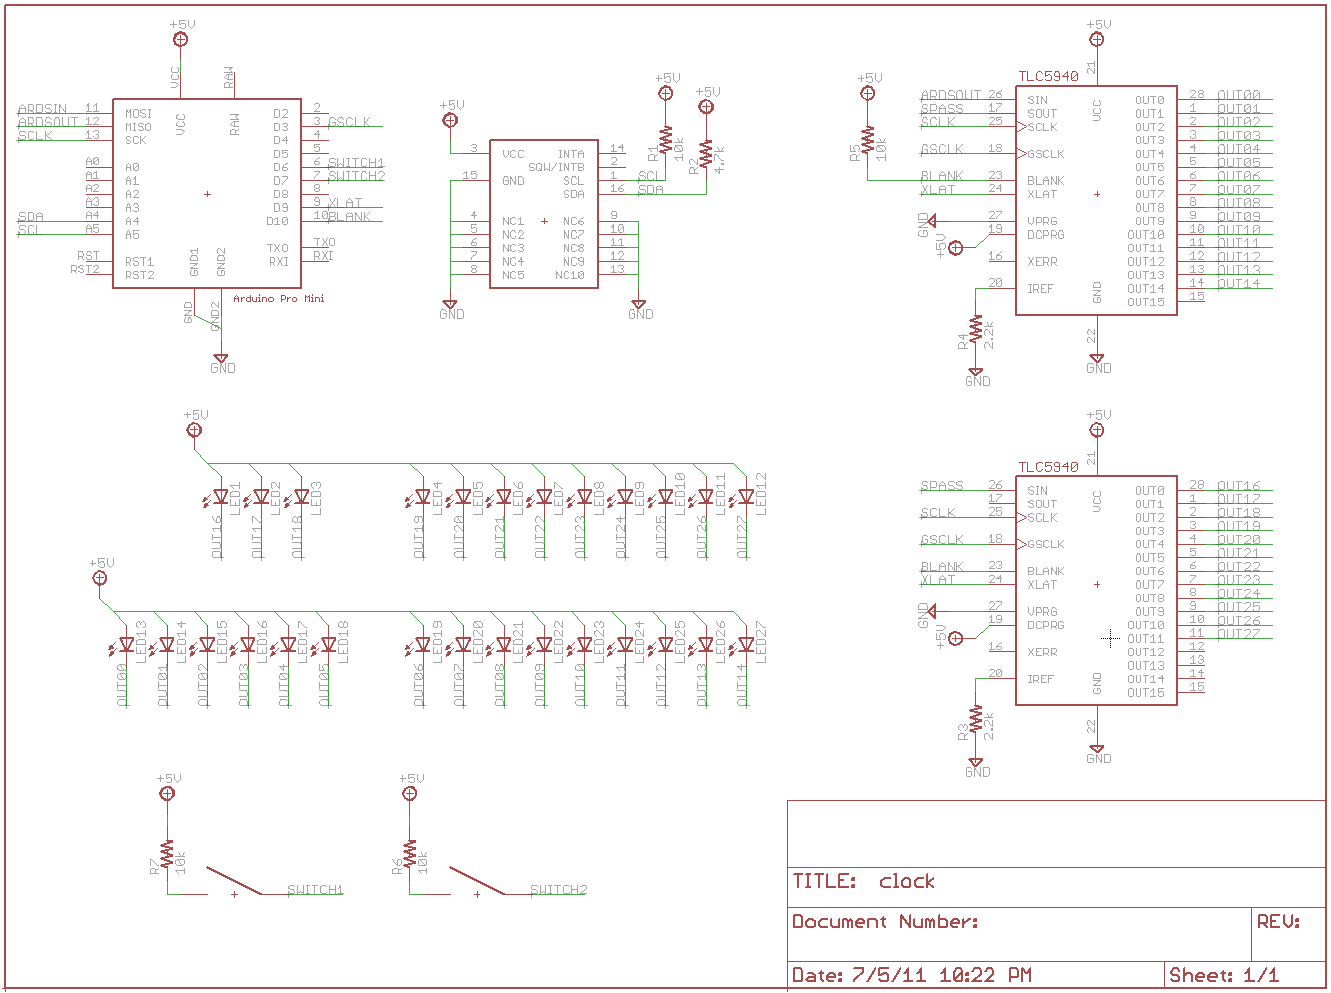 +5V
VCC
RAW
ARDSIN 11 MOSI
ARDSOUT 12 MISO
SCLK 13 SCK
A0 A0
A1 A1
A2 A2
A3 A3
SDA A4 A4
SCL A5 A5
RST RST1
RST2 RST2
VCC
RAW
D2 2
D3 3 GSCLK
D4 4
D5 5
D6 6 SWITCH1
D7 7 SWITCH2
D8 8
D9 9 XLAT
D10 10 BLANK
TXO TXO
RXI RXI
GND1
GND2
GND
GND2
Arduino Pro Mini
GND
+5V
3 VCC
15 GND
4 NC1
5 NC2
6 NC3
7 NC4
8 NC5
INTA 14
SQW/INTB 2
SCL 1 SCL
SDA 16 SDA
NC6 9
NC7 10
NC8 11
NC9 12
NC10 13
GND
GND
+5V
R1
10k
+5V
R2
4.7k
+5V
R5
10k
+5V
21
TLC5940
VCC
ARDSOUT 26 SIN
SPASS 17 SOUT
SCLK 25 SCLK
GSCLK 18 GSCLK
BLANK 23 BLANK
XLAT 24 XLAT
GND 27 VPRG
+5V 19 DCPRG
16 XERR
20 IREF
OUT0 28 OUT00
OUT1 1 OUT01
OUT2 2 OUT02
OUT3 3 OUT03
OUT4 4 OUT04
OUT5 5 OUT05
OUT6 6 OUT06
OUT7 7 OUT07
OUT8 8 OUT08
OUT9 9 OUT09
OUT10 10 OUT10
OUT11 11 OUT11
OUT12 12 OUT12
OUT13 13 OUT13
OUT14 14 OUT14
OUT15 15
GND
22
GND
R4
2.2k
GND
+5V
LED1
LED2
LED3
LED4
LED5
LED6
LED7
LED8
LED9
LED10
LED11
LED12
OUT16
OUT17
OUT18
OUT19
OUT20
OUT21
OUT22
OUT23
OUT24
OUT25
OUT26
OUT27
+5V
21
TLC5940
VCC
SPASS 26 SIN
17 SOUT
SCLK 25 SCLK
GSCLK 18 GSCLK
BLANK 23 BLANK
XLAT 24 XLAT
GND 27 VPRG
+5V 19 DCPRG
16 XERR
20 IREF
OUT0 28 OUT16
OUT1 1 OUT17
OUT2 2 OUT18
OUT3 3 OUT19
OUT4 4 OUT20
OUT5 5 OUT21
OUT6 6 OUT22
OUT7 7 OUT23
OUT8 8 OUT24
OUT9 9 OUT25
OUT10 10 OUT26
OUT11 11 OUT27
OUT12 12
OUT13 13
OUT14 14
OUT15 15
GND
22
GND
R3
2.2k
GND
+5V
LED13
LED14
LED15
LED16
LED17
LED18
LED19
LED20
LED21
LED22
LED23
LED24
LED25
LED26
LED27
OUT00
OUT01
OUT02
OUT03
OUT04
OUT05
OUT06
OUT07
OUT08
OUT09
OUT10
OUT11
OUT12
OUT13
OUT14
+5V
R7
10k
SWITCH1
+5V
R6
10k
SWITCH2
TITLE: clock
Document Number:
REV:
Date: 7/5/11 10:22 PM
Sheet: 1/1